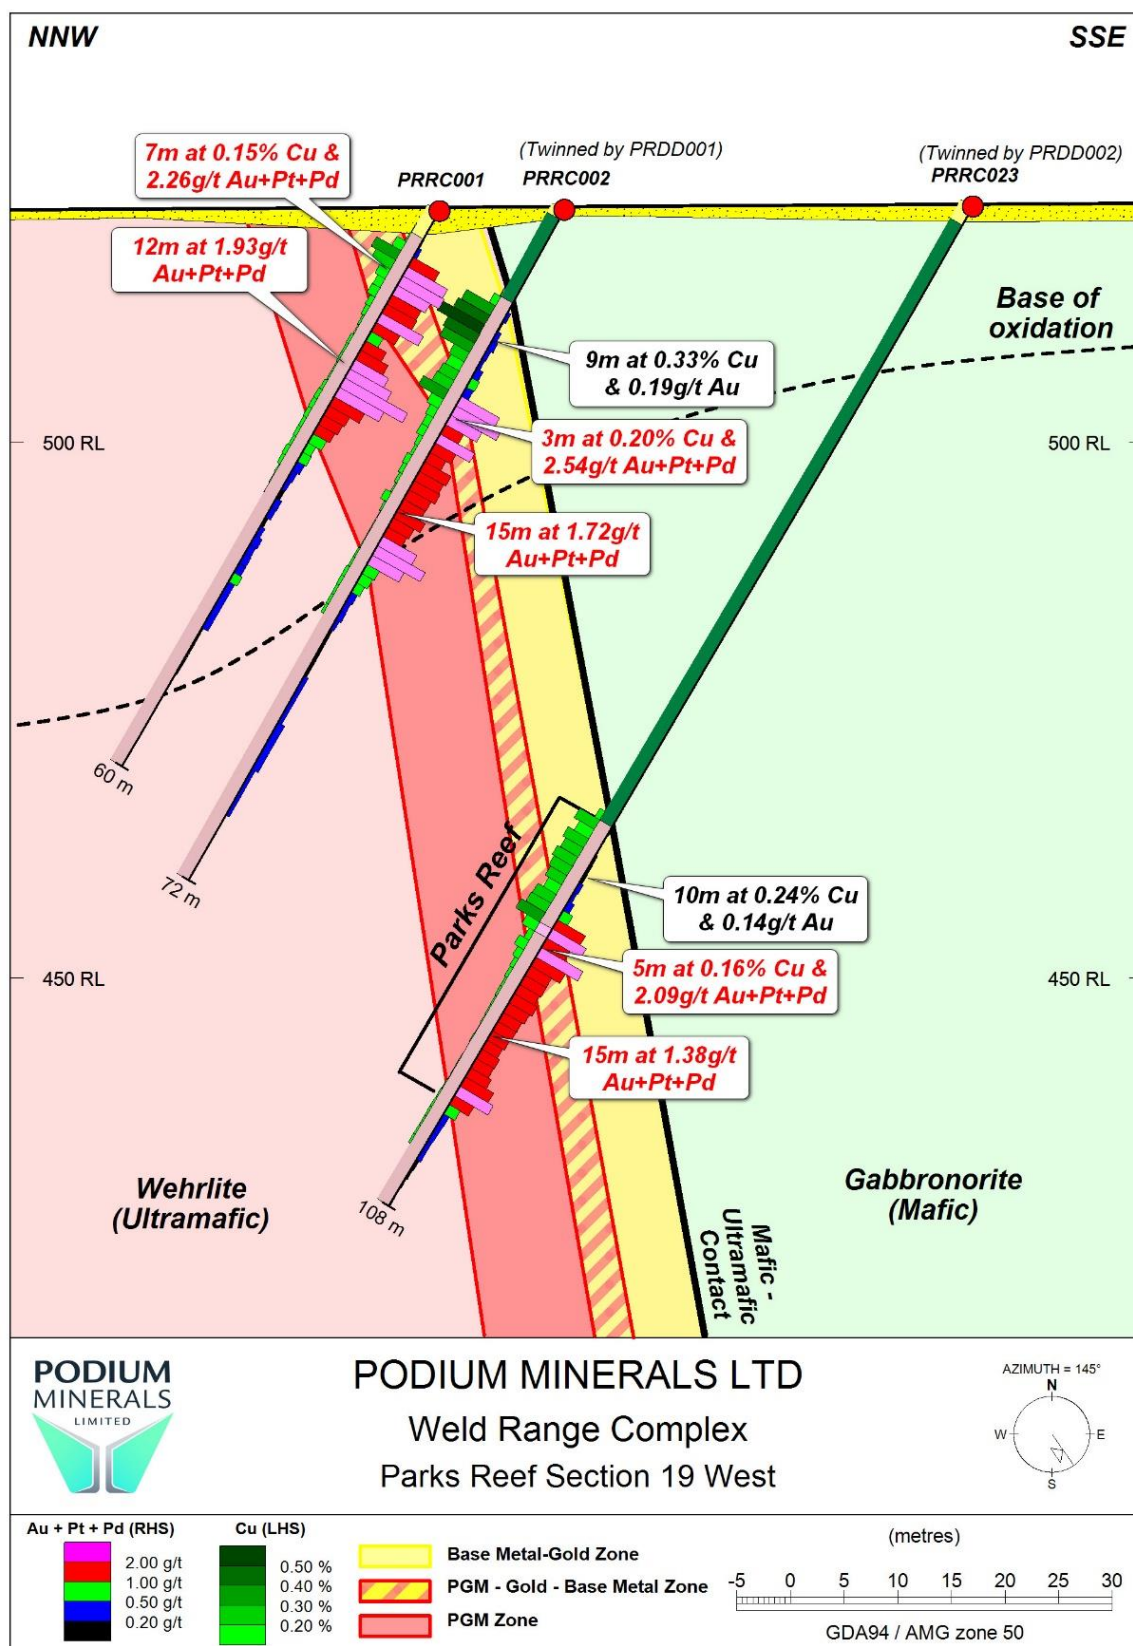 NNW
SSE
7m at 0.15% Cu &
2.26g/t Au+Pt+Pd
12m at 1.93g/t
Au+Pt+Pd
PRRC001
(Twinned by PRDD001)
PRRC002
(Twinned by PRDD002)
PRRC023
Base of
oxidation
9m at 0.33% Cu
& 0.19g/t Au
500 RL
500 RL
3m at 0.20% Cu &
2.54g/t Au+Pt+Pd
15m at 1.72g/t
Au+Pt+Pd
60 m
72 m
Parks Reef
10m at 0.24% Cu
& 0.14g/t Au
450 RL
450 RL
5m at 0.16% Cu &
2.09g/t Au+Pt+Pd
15m at 1.38g/t
Au+Pt+Pd
108 m
Wehrlite
(Ultramafic)
Gabbronorite
(Mafic)
Mafic -
Ultramafic
Contact
PODIUM
MINERALS
LIMITED
PODIUM MINERALS LTD
Weld Range Complex
Parks Reef Section 19 West
AZIMUTH = 145°
N
W
E
S
Au + Pt + Pd (RHS)
2.00 g/t
1.00 g/t
0.50 g/t
0.20 g/t
Cu (LHS)
0.50 %
0.40 %
0.30 %
0.20 %
Base Metal-Gold Zone
PGM - Gold - Base Metal Zone
PGM Zone
(metres)
-5 0 5 10 15 20 25 30
GDA94 / AMG zone 50